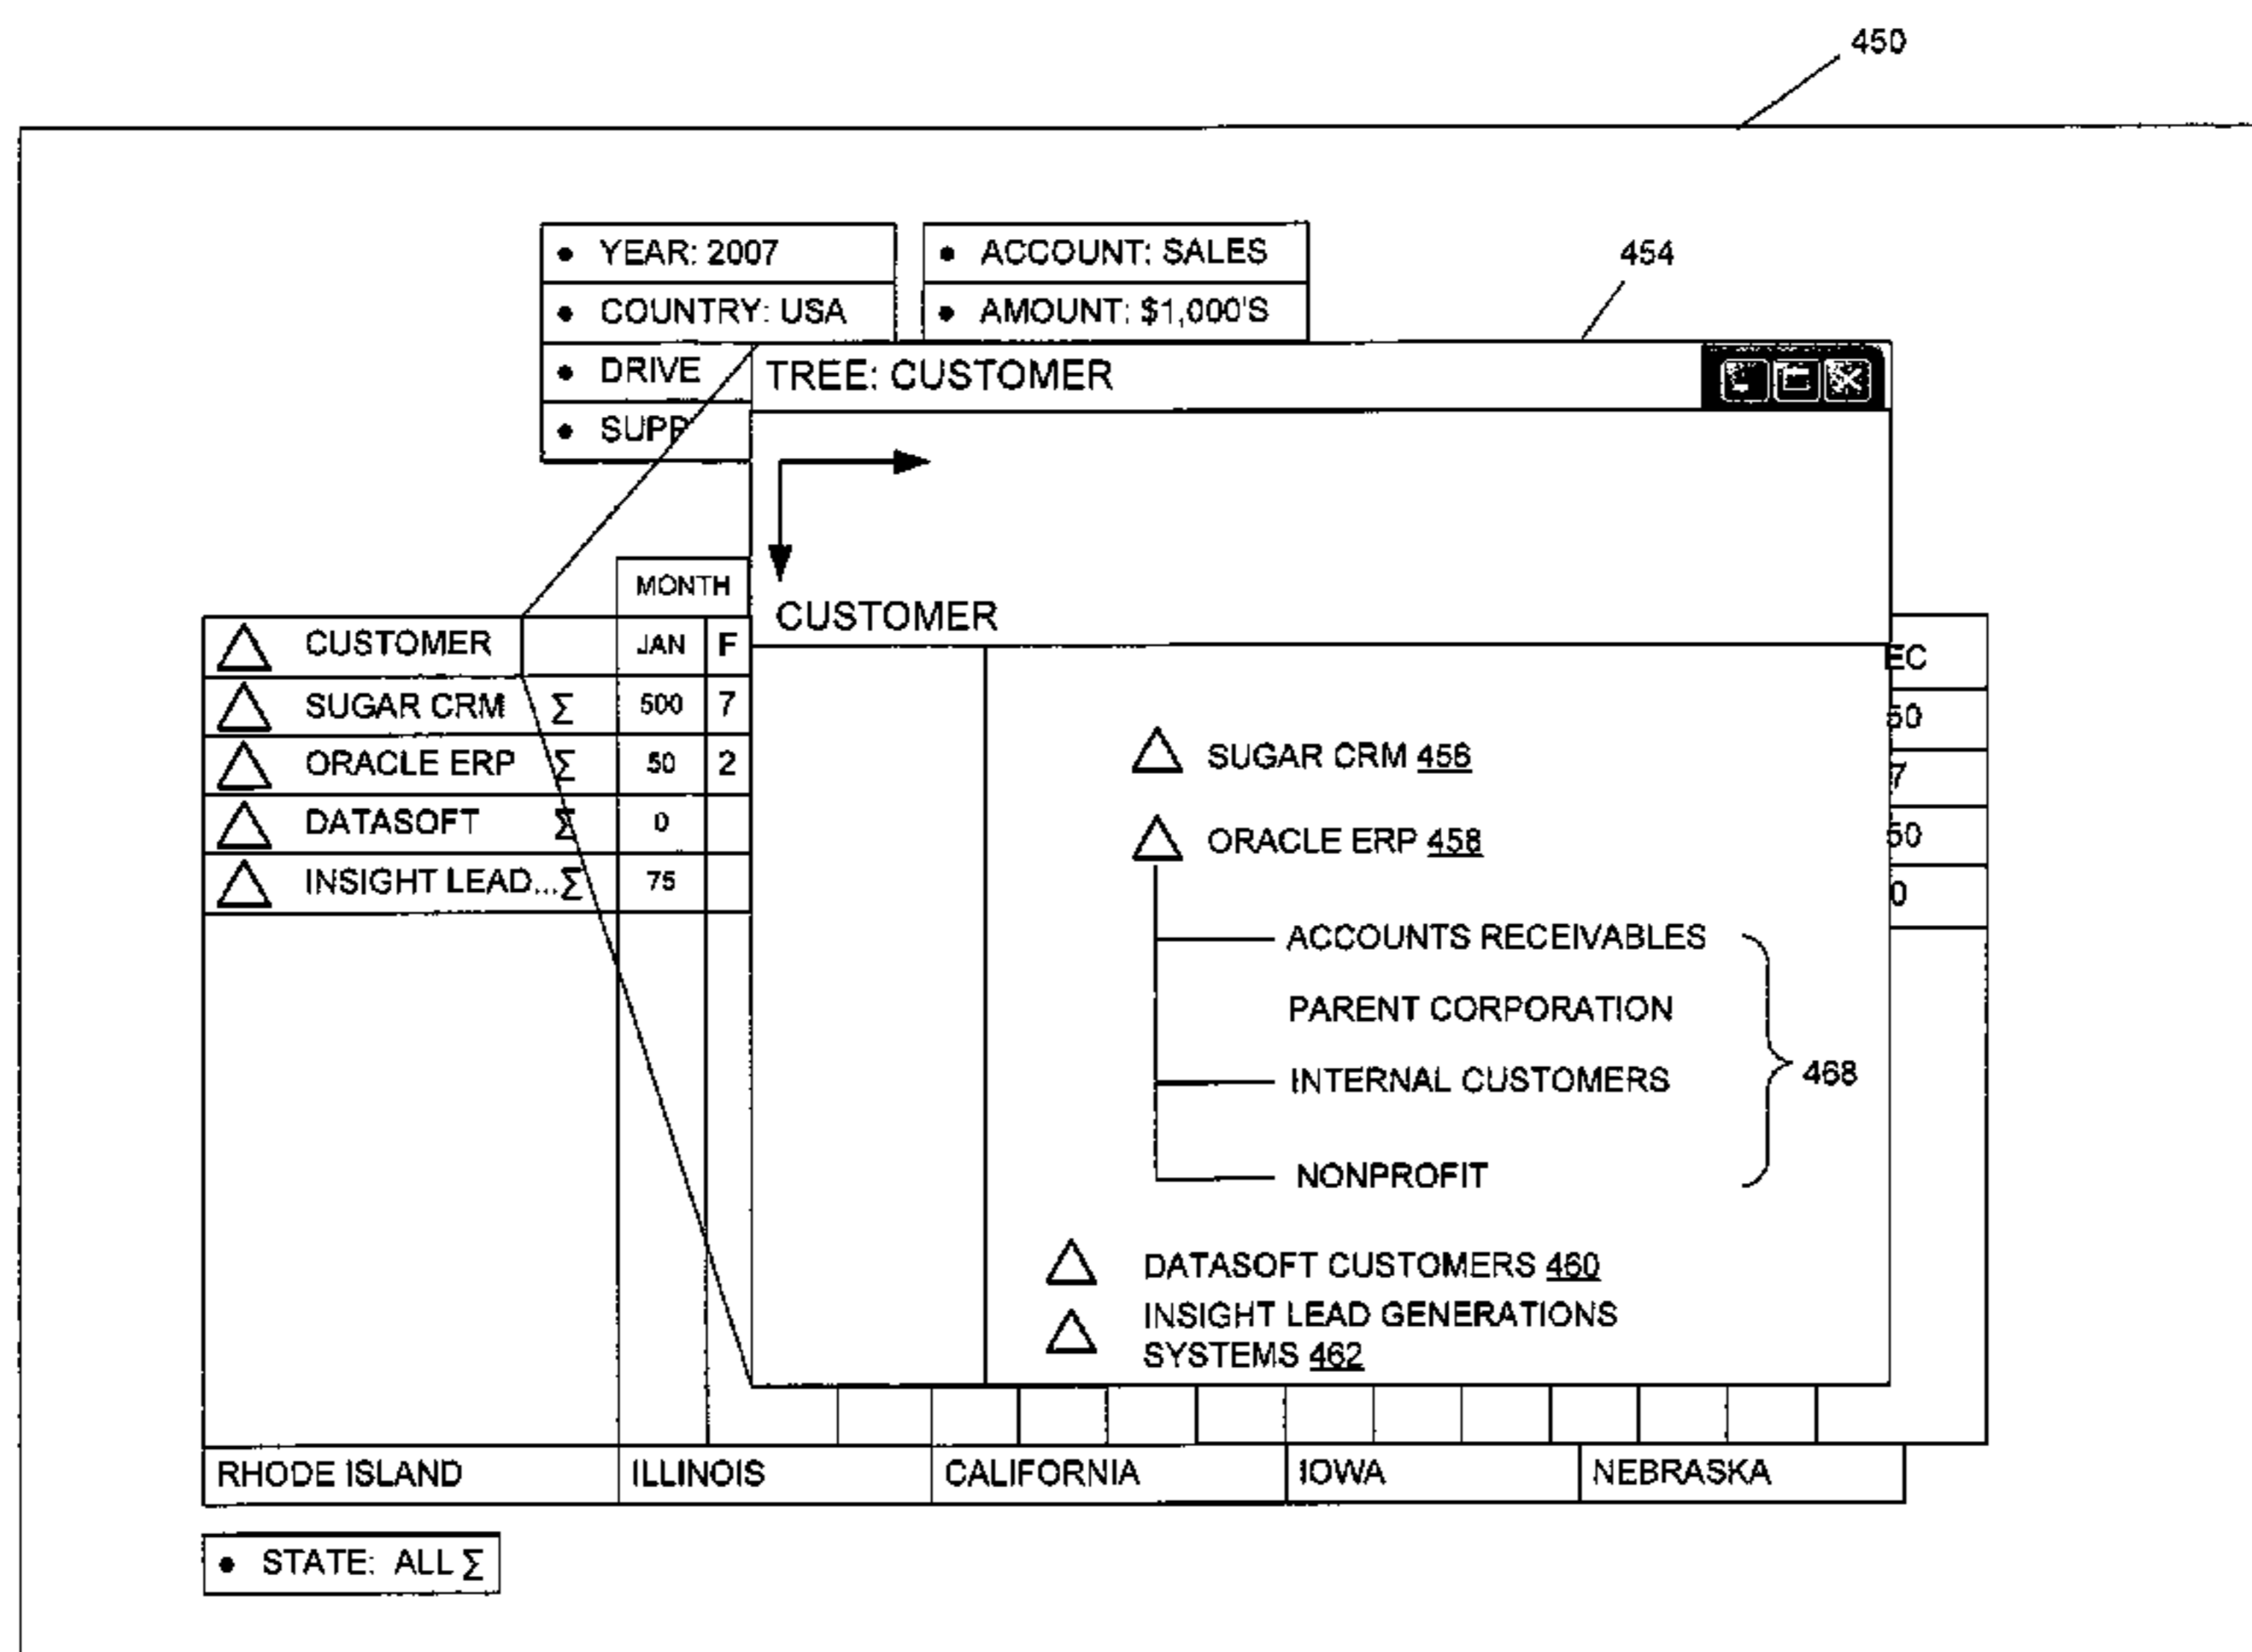 450
• YEAR: 2007
• ACCOUNT: SALES
454
• COUNTRY: USA
• AMOUNT: $1,000'S
• DRIVE
TREE: CUSTOMER
• SUPP
MONTH
CUSTOMER
CUSTOMER
JAN
F
EC
SUGAR CRM Σ 500 7
50
ORACLE ERP Σ 50 2
7
DATASOFT Σ 0
50
INSIGHT LEAD...Σ 75
0
SUGAR CRM 456
ORACLE ERP 458
ACCOUNTS RECEIVABLES
PARENT CORPORATION
INTERNAL CUSTOMERS
468
NONPROFIT
DATASOFT CUSTOMERS 460
INSIGHT LEAD GENERATIONS
SYSTEMS 462
RHODE ISLAND
ILLINOIS
CALIFORNIA
IOWA
NEBRASKA
• STATE: ALL Σ